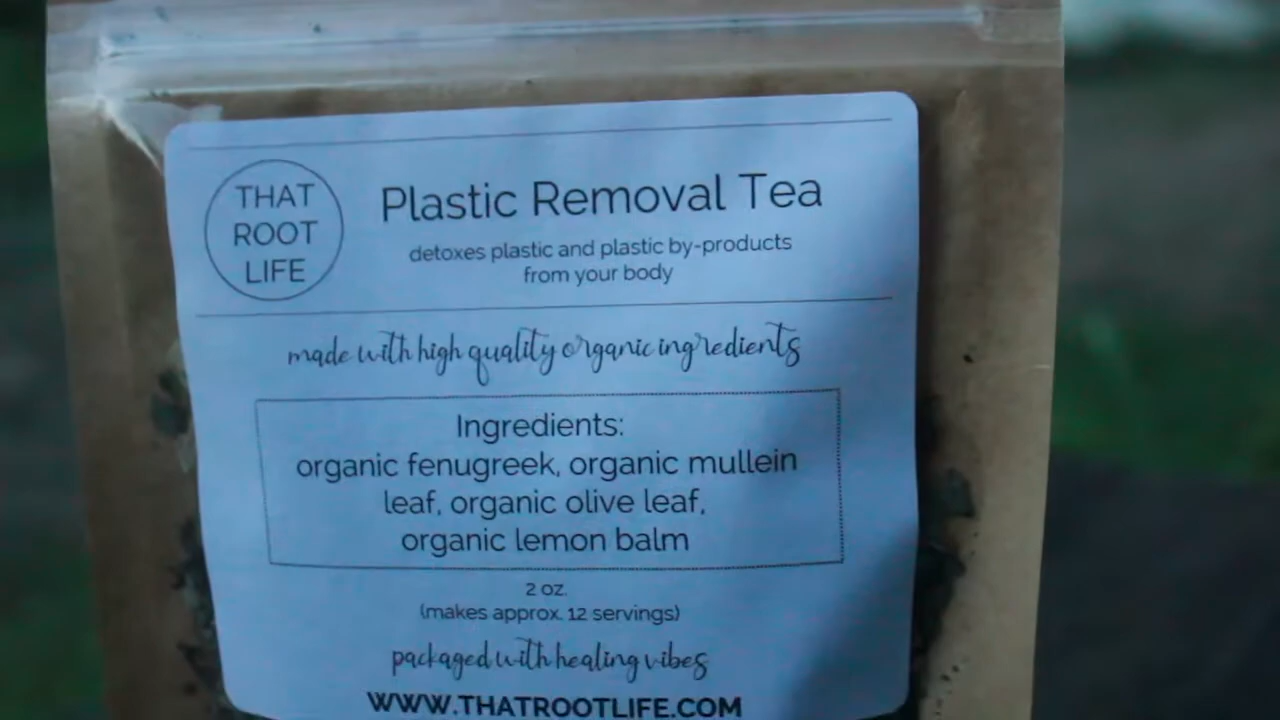 THAT
ROOT
LIFE
Plastic Removal Tea
detoxes plastic and plastic by-products
from your body
made with high quality organic ingredients
Ingredients:
organic fenugreek, organic mullein
leaf, organic olive leaf,
organic lemon balm
2 oz.
(makes approx. 12 servings)
packaged with healing vibes
WWW.THATROOTLIFE.COM